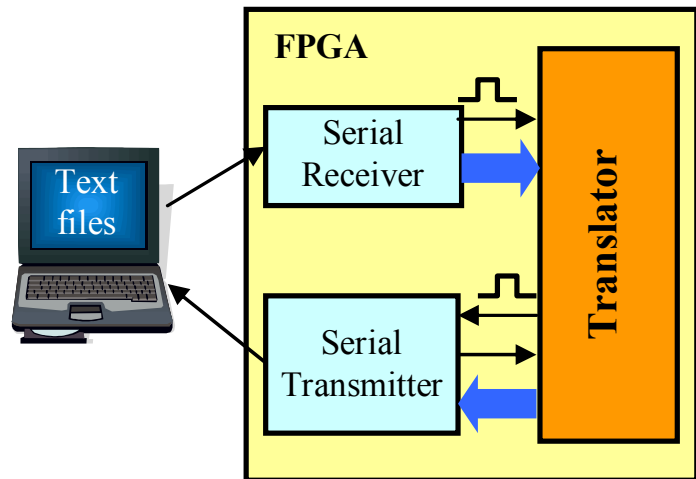 FPGA
Text
files
Serial
Receiver
Translator
Serial
Transmitter